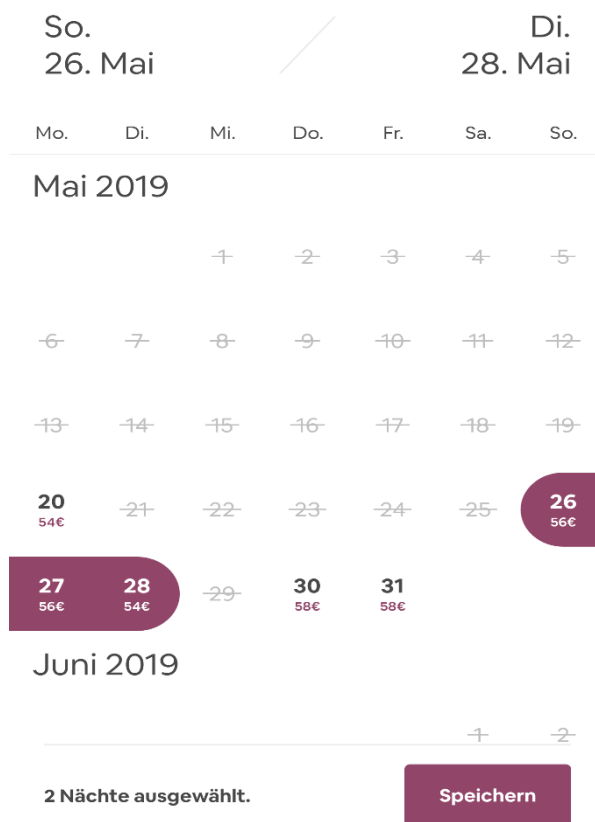 So. Di.
26. Mai 28. Mai
Mo. Di. Mi. Do. Fr. Sa. So.
Mai 2019
1 2 3 4 5
6 7 8 9 10 11 12
13 14 15 16 17 18 19
20 21 22 23 24 25 26
54€ 56€
27 28 29 30 31
56€ 54€ 58€ 58€
Juni 2019
1 2
2 Nächte ausgewählt. Speichern